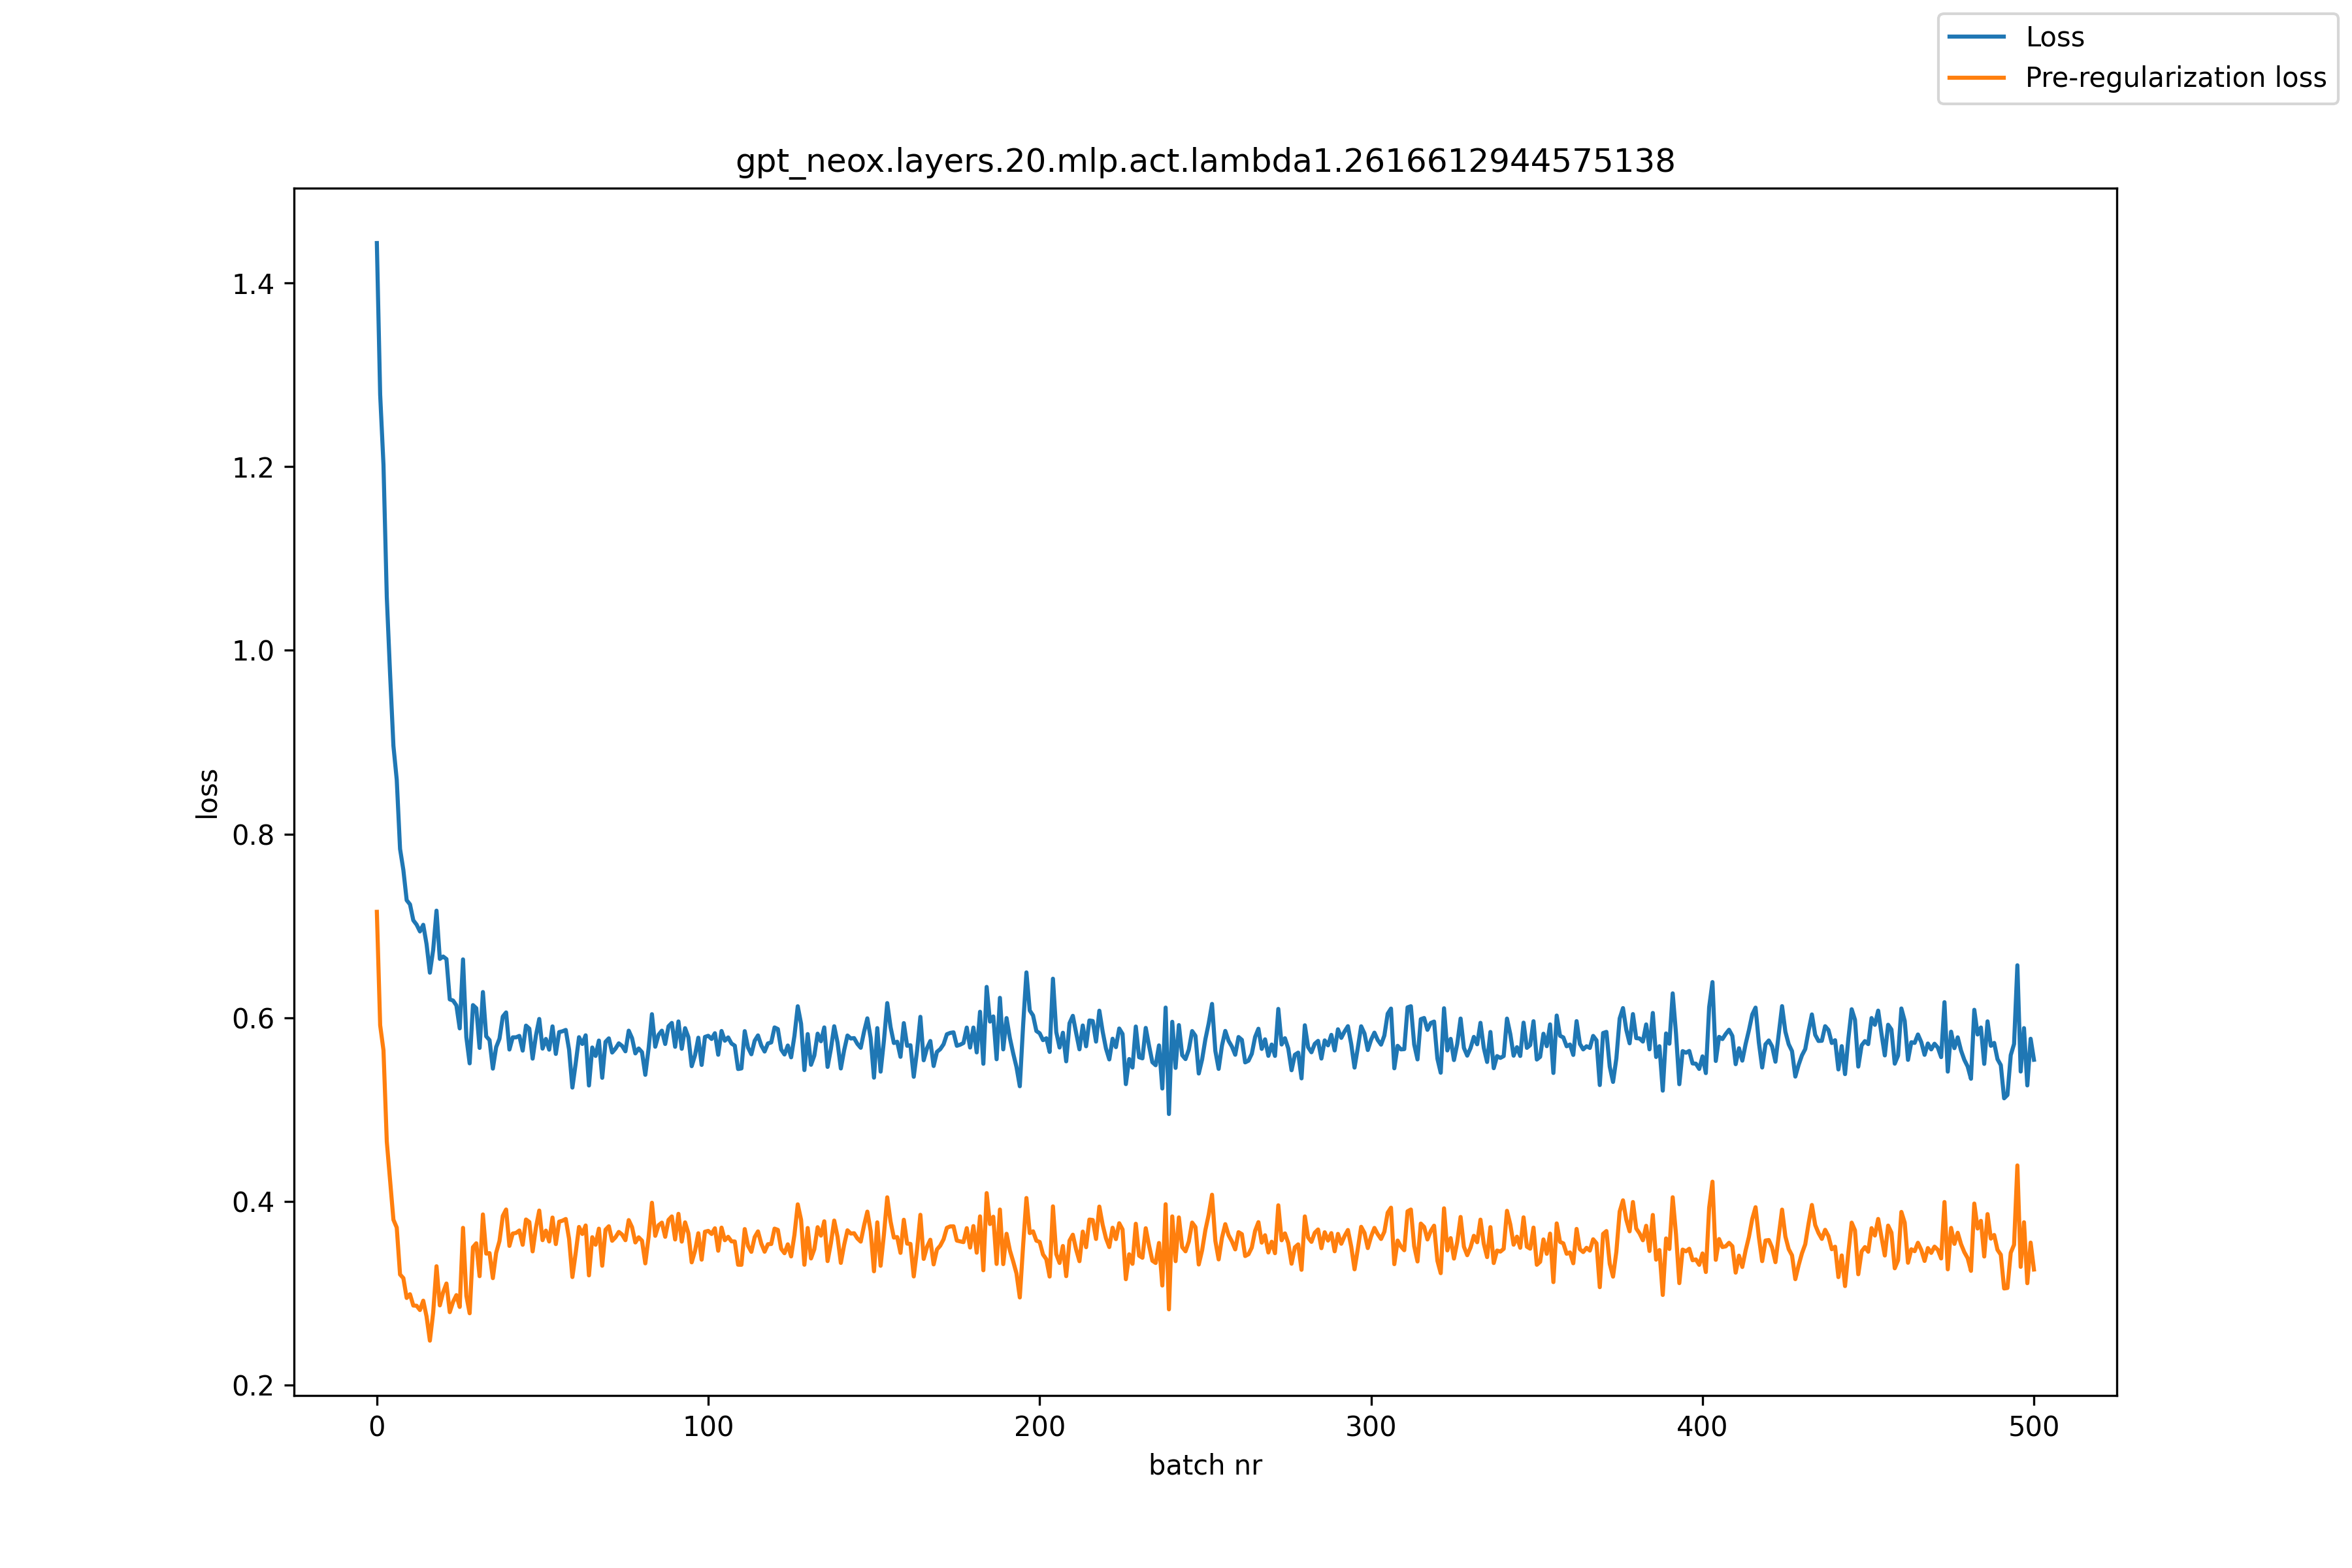 Loss
Pre-regularization loss
gpt_neox.layers.20.mlp.act.lambda1.2616612944575138
1.4
1.2
1.0
0.8
0.6
0.4
0.2
loss
0 100 200 300 400 500
batch nr